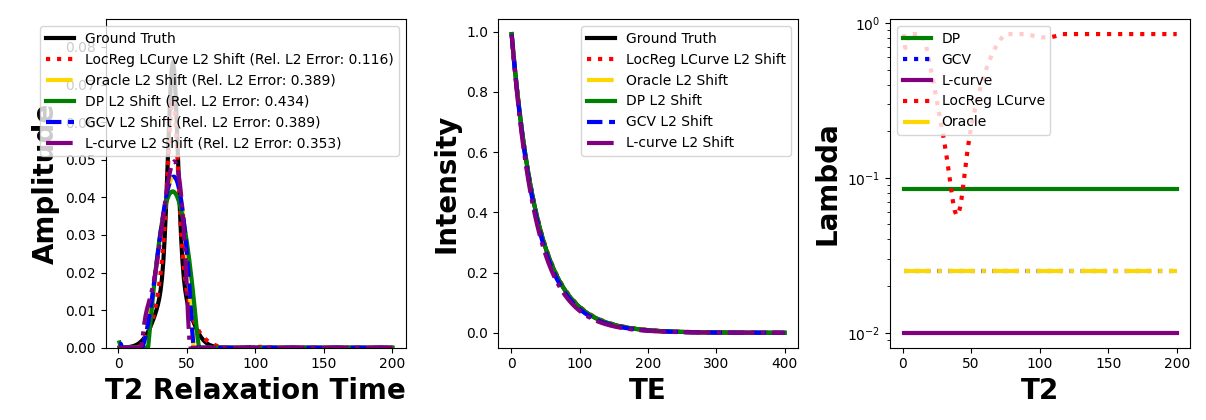 Ground Truth
LocReg LCurve L2 Shift (Rel. L2 Error: 0.116)
Oracle L2 Shift (Rel. L2 Error: 0.389)
DP L2 Shift (Rel. L2 Error: 0.434)
GCV L2 Shift (Rel. L2 Error: 0.389)
L-curve L2 Shift (Rel. L2 Error: 0.353)
Amplitude
0.08
0.07
0.06
0.05
0.04
0.03
0.02
0.01
0.00
0 50 100 150 200
T2 Relaxation Time
Ground Truth
LocReg LCurve L2 Shift
Oracle L2 Shift
DP L2 Shift
GCV L2 Shift
L-curve L2 Shift
Intensity
1.0
0.8
0.6
0.4
0.2
0.0
0 100 200 300 400
TE
DP
GCV
L-curve
LocReg LCurve
Oracle
Lambda
10⁰
10⁻¹
10⁻²
0 50 100 150 200
T2